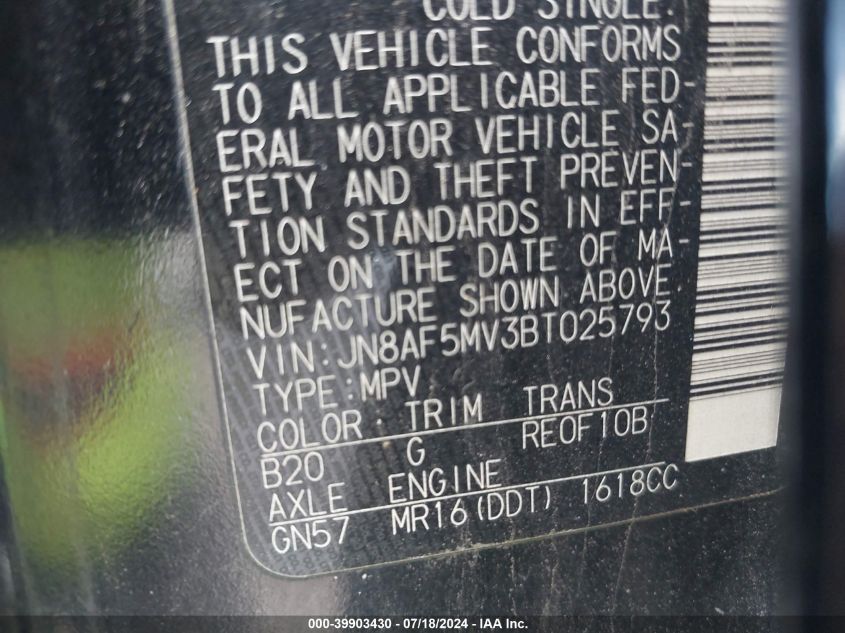 COLD SINGLE.
THIS VEHICLE CONFORMS
TO ALL APPLICABLE FED-
ERAL MOTOR VEHICLE SA-
FETY AND THEFT PREVEN-
TION STANDARDS IN EFF-
ECT ON THE DATE OF MA-
NUFACTURE SHOWN ABOVE.
VIN:JN8AF5MV3BT025793
TYPE:MPV
COLOR. TRIM TRANS
B20 G RE0F10B
AXLE ENGINE
GN57 MR16(DDT) 1618CC
000-39903430 - 07/18/2024 - IAA Inc.